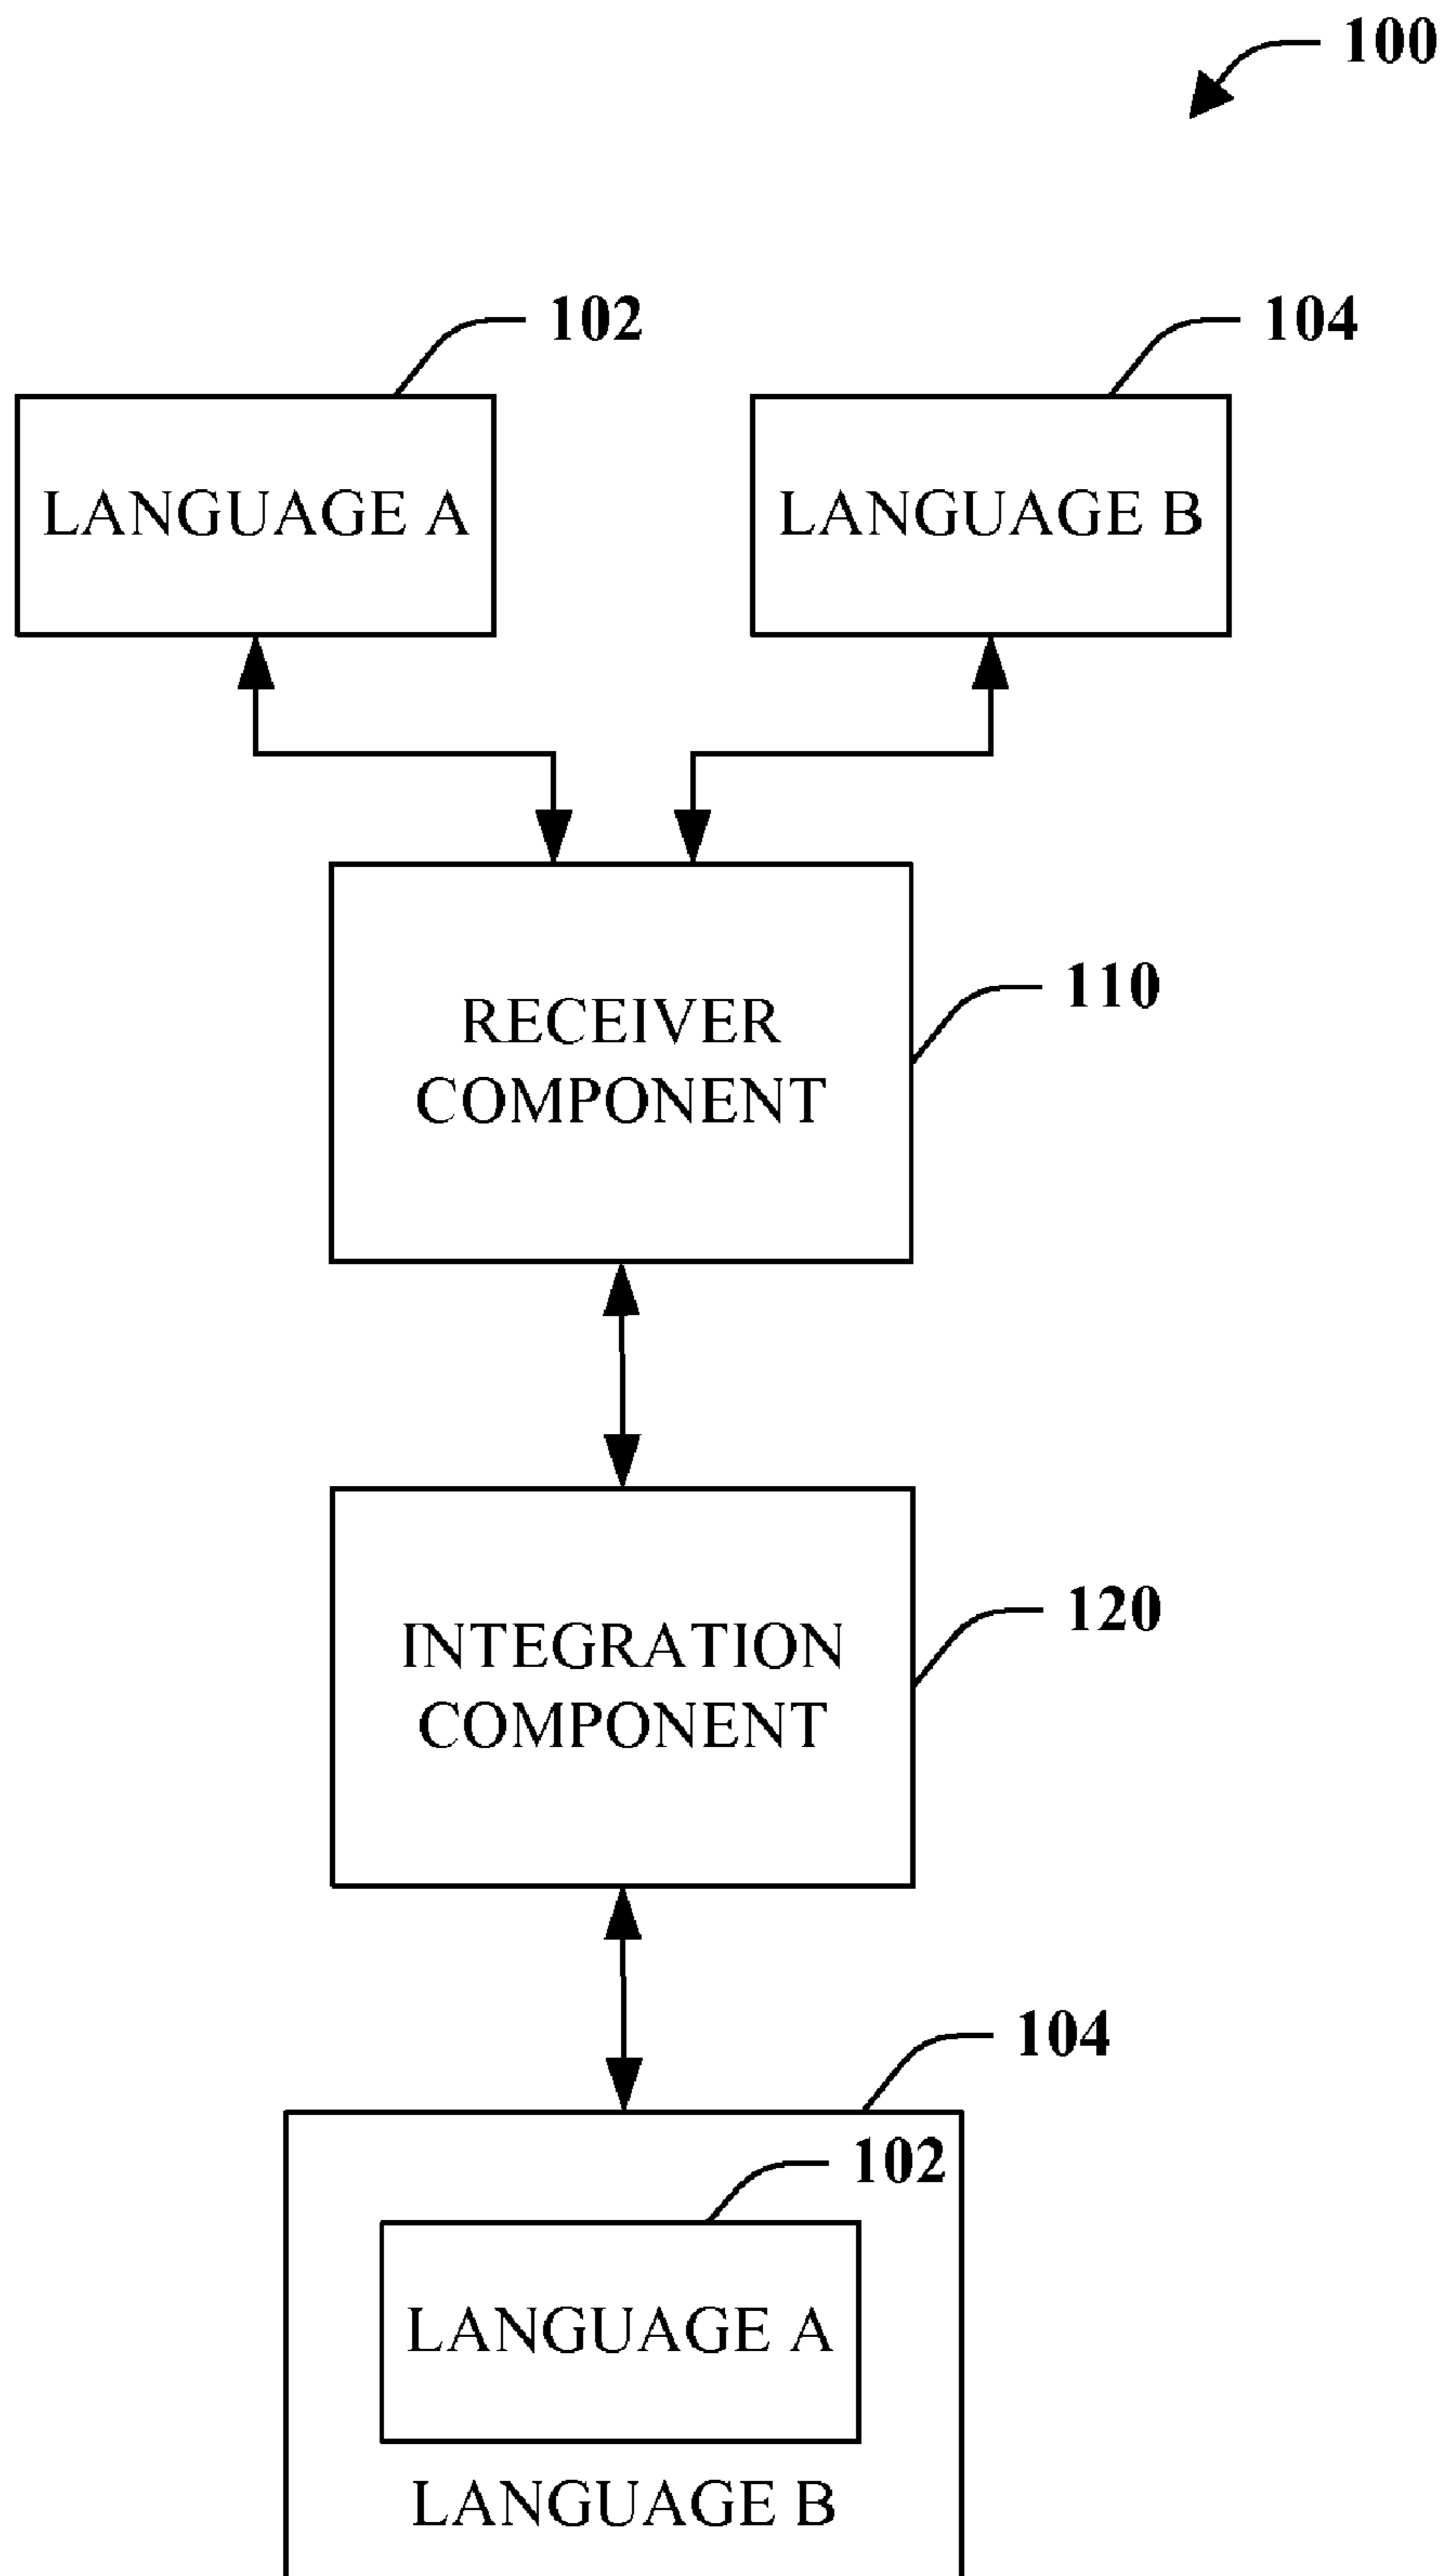 100
102
104
LANGUAGE A
LANGUAGE B
RECEIVER
COMPONENT
110
INTEGRATION
COMPONENT
120
104
102
LANGUAGE A
LANGUAGE B